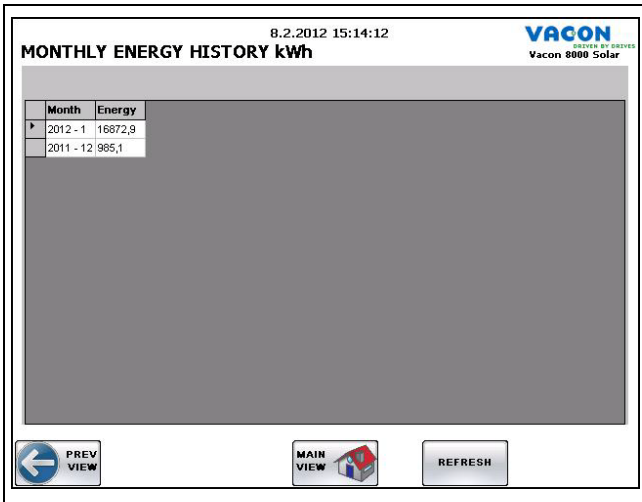 8.2.2012 15:14:12
MONTHLY ENERGY HISTORY kWh
VACON
DRIVEN BY DRIVES
Vacon 8000 Solar
Month Energy
2012 - 1 16872,9
2011 - 12 985,1
PREV
VIEW
MAIN
VIEW
REFRESH